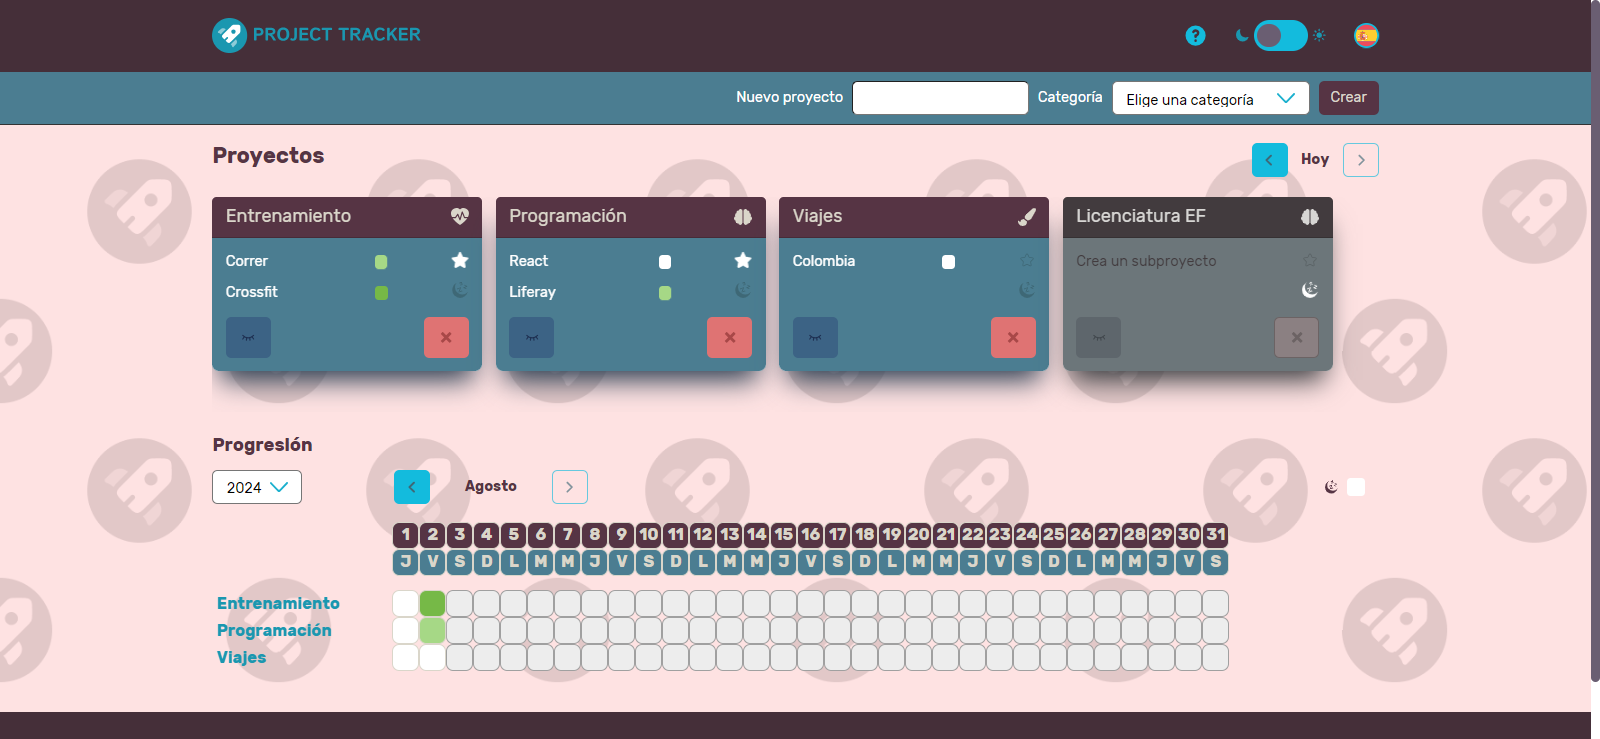 PROJECT TRACKER
?
Nuevo proyecto Categoría Elige una categoría Crear
Proyectos
Hoy
Entrenamiento
Correr
Crossfit
Programación
React
Liferay
Viajes
Colombia
Licenciatura EF
Crea un subproyecto
Progresión
2024
Agosto
1 2 3 4 5 6 7 8 9 10 11 12 13 14 15 16 17 18 19 20 21 22 23 24 25 26 27 28 29 30 31
J V S D L M M J V S D L M M J V S D L M M J V S D L M M J V S
Entrenamiento
Programación
Viajes